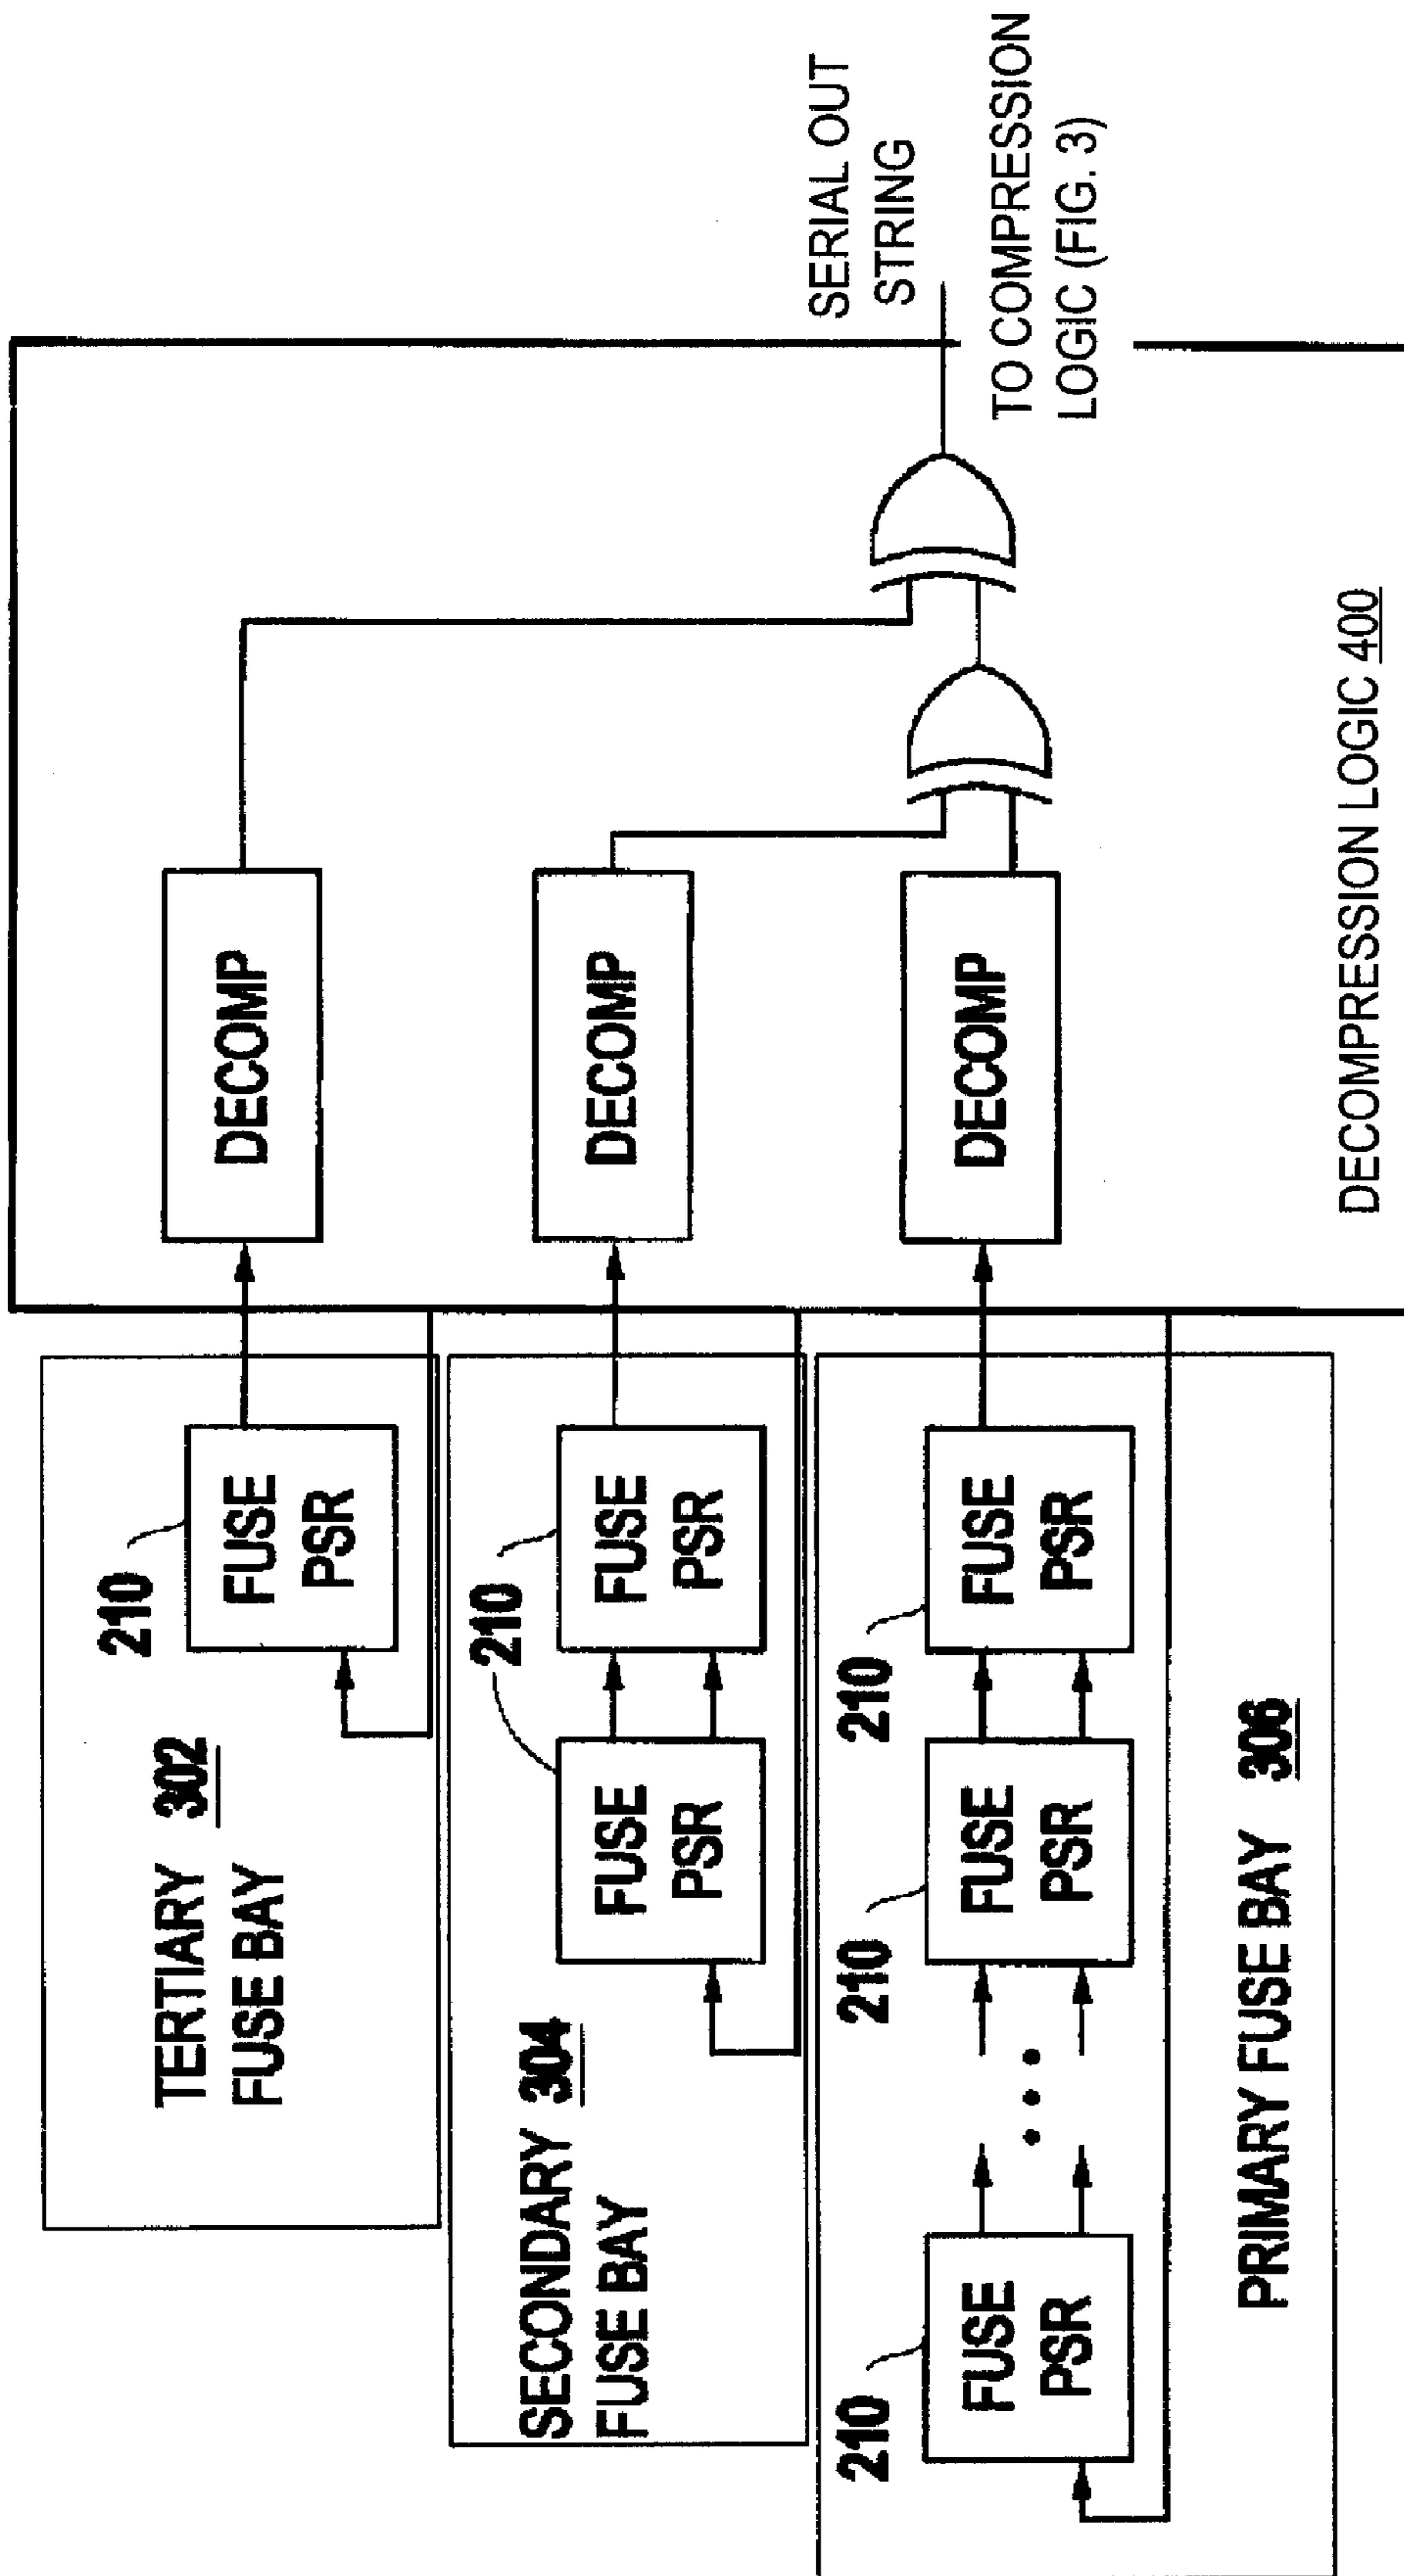 TERTIARY 302
FUSE BAY
210
FUSE
PSR
DECOMP
SECONDARY 304
FUSE BAY
210
FUSE
PSR
FUSE
PSR
DECOMP
210
FUSE
PSR
210
FUSE
PSR
210
FUSE
PSR
DECOMP
PRIMARY FUSE BAY 306
DECOMPRESSION LOGIC 400
SERIAL OUT
STRING
TO COMPRESSION
LOGIC (FIG. 3)